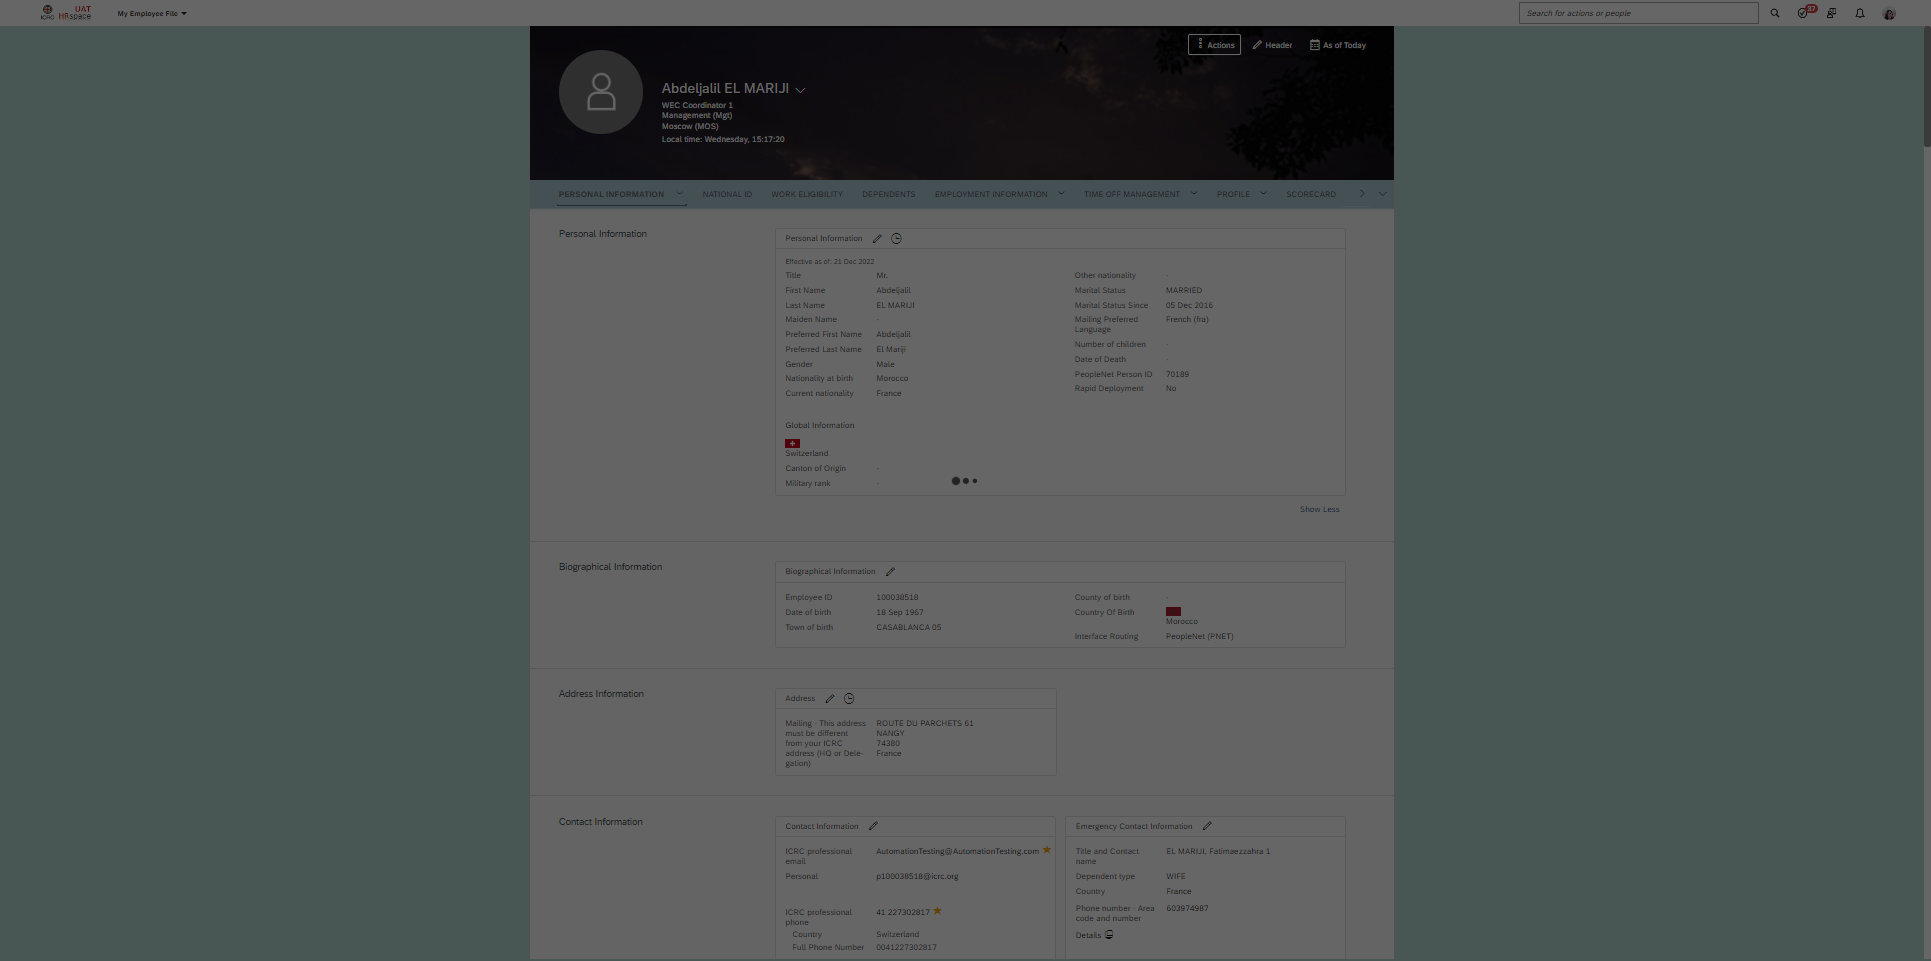 ICRC
UAT
HRspace
My Employee File
Search for actions or people
37
Actions
Header
As of Today
Abdeljalil EL MARIJI
WEC Coordinator 1
Management (Mgt)
Moscow (MOS)
Local time: Wednesday, 15:17:20
PERSONAL INFORMATION
NATIONAL ID
WORK ELIGIBILITY
DEPENDENTS
EMPLOYMENT INFORMATION
TIME OFF MANAGEMENT
PROFILE
SCORECARD
Personal Information
Personal Information
Effective as of: 21 Dec 2022
Title Mr.
First Name Abdeljalil
Last Name EL MARIJI
Maiden Name -
Preferred First Name Abdeljalil
Preferred Last Name El Mariji
Gender Male
Nationality at birth Morocco
Current nationality France
Other nationality -
Marital Status MARRIED
Marital Status Since 05 Dec 2016
Mailing Preferred French (fra)
Language
Number of children -
Date of Death -
PeopleNet Person ID 70189
Rapid Deployment No
Global Information
Switzerland
Canton of Origin -
Military rank -
Show Less
Biographical Information
Biographical Information
Employee ID 100038518
Date of birth 18 Sep 1967
Town of birth CASABLANCA 05
County of birth -
Country Of Birth
Morocco
Interface Routing PeopleNet (PNET)
Address Information
Address
Mailing - This address ROUTE DU PARCHETS 61
must be different NANGY
from your ICRC 74380
address (HQ or Dele- France
gation)
Contact Information
Contact Information
ICRC professional AutomationTesting@AutomationTesting.com
email
Personal p100038518@icrc.org
ICRC professional 41 227302817
phone
Country Switzerland
Full Phone Number 0041227302817
Emergency Contact Information
Title and Contact EL MARIJI, Fatimaezzahra 1
name
Dependent type WIFE
Country France
Phone number - Area 603974987
code and number
Details